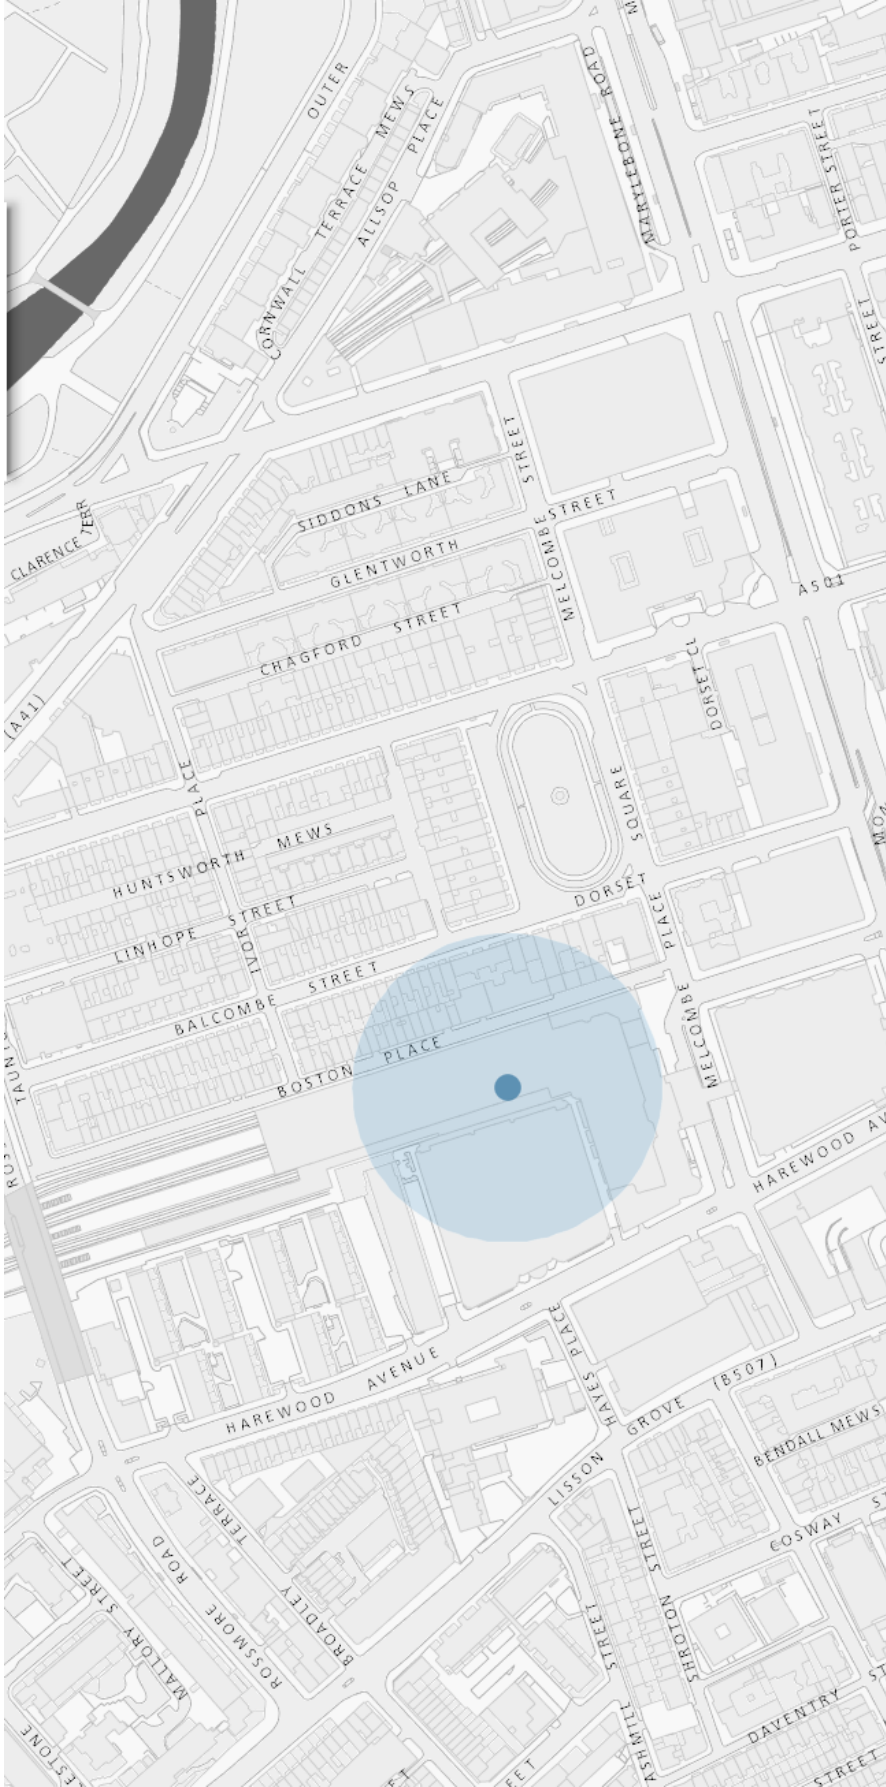 OUTER
CORNWALL TERRACE MEWS
ALLSOP PLACE
MARYLEBONE ROAD
PORTER STREET
STREET
CLARENCE TERR
SIDDONS LANE
STREET
GLENTWORTH STREET
MELCOMBE
A501
CHAGFORD STREET
(A41)
DORSET CL
PLACE
SQUARE
HUNTSWORTH MEWS
DORSET
LINHOPE STREET
IVOR
PLACE
BALCOMBE STREET
BOSTON PLACE
MELCOMBE
HAREWOOD AV
HAREWOOD AVENUE
HAYES PLACE
LISSON GROVE (B507)
BENDALL MEWS
COSWAY ST
BROADLEY TERRACE
ROSSMORE ROAD
MALLORY STREET
SHROTON STREET
ASHMILL STREET
DAVENTRY ST
STREET